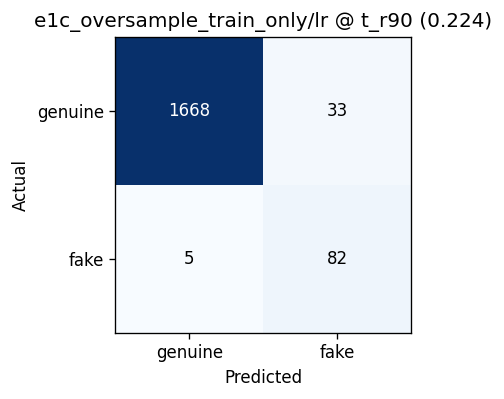 e1c_oversample_train_only/lr @ t_r90 (0.224)
Actual
genuine 1668 33
fake 5 82
genuine fake
Predicted